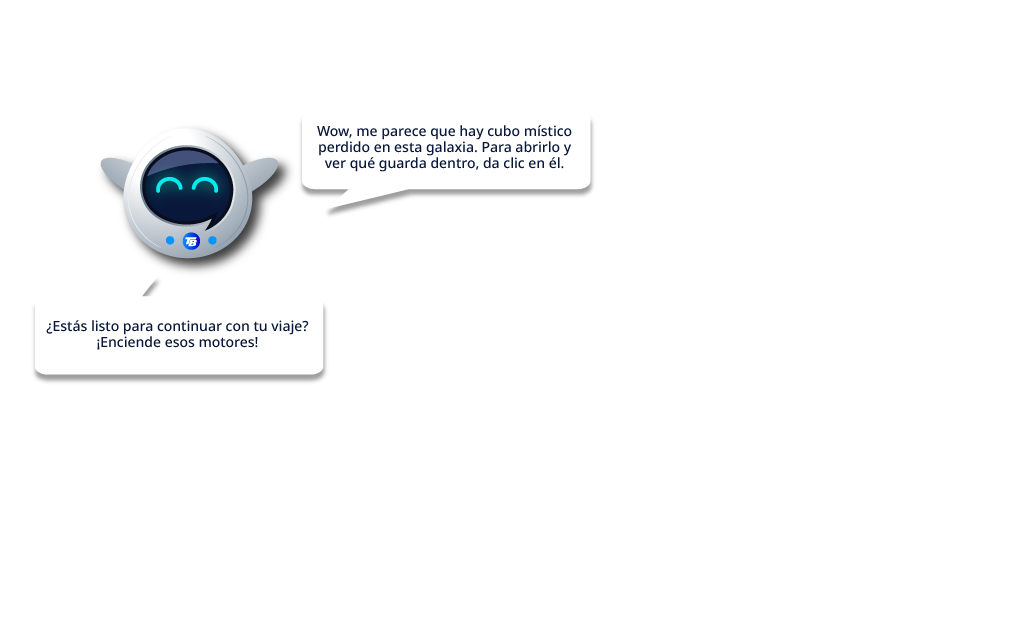 Wow, me parece que hay cubo místico
perdido en esta galaxia. Para abrirlo y
ver qué guarda dentro, da clic en él.
TB
¿Estás listo para continuar con tu viaje?
¡Enciende esos motores!